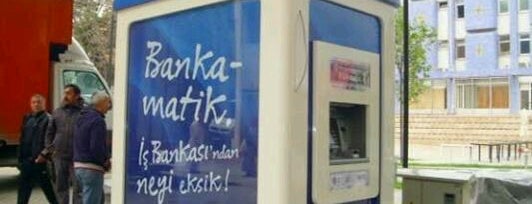 Banka-
matik.
İş Bankası'ndan
neyi eksik!